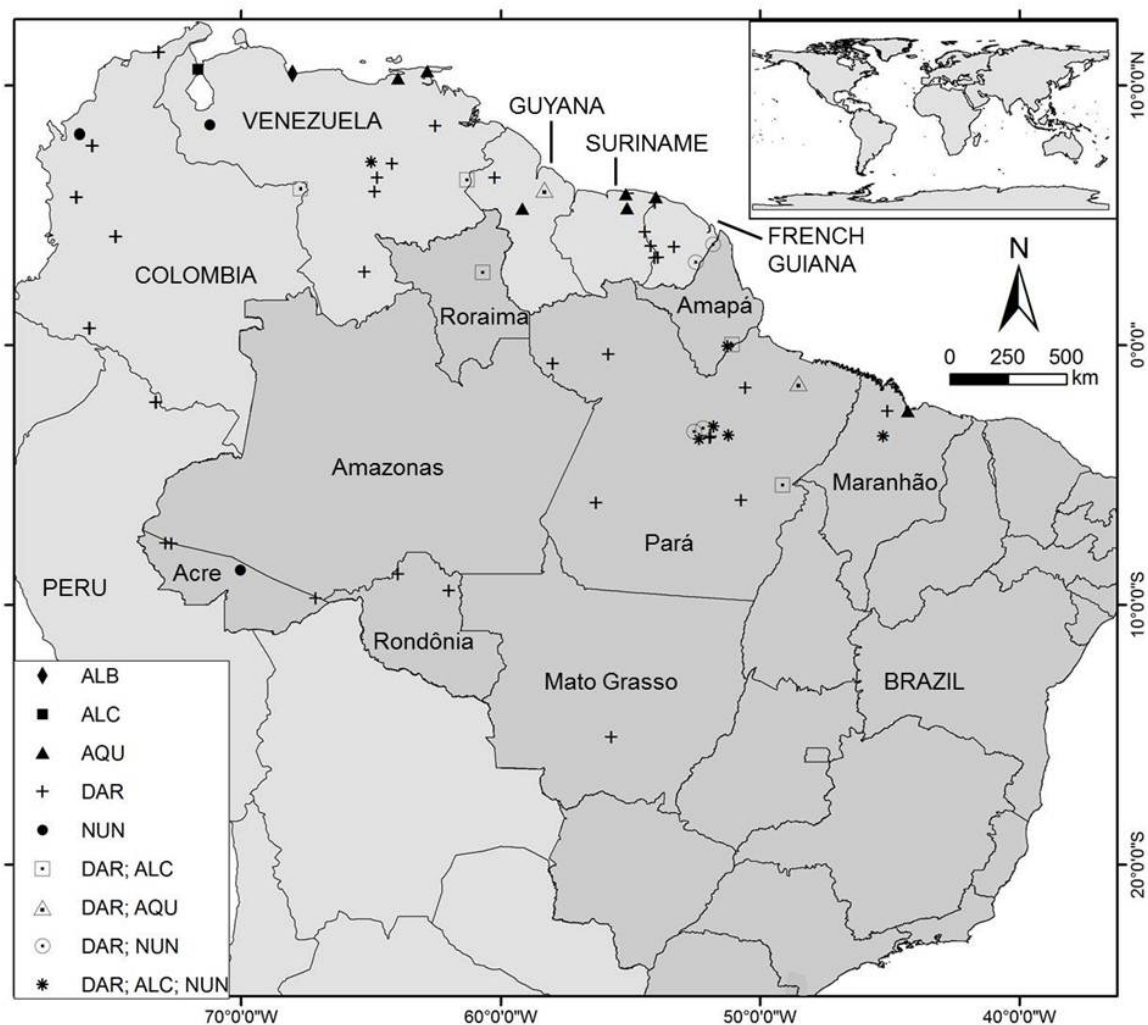 10°0'0"N
GUYANA
VENEZUELA
SURINAME
FRENCH
GUIANA
N
COLOMBIA
Roraima
Amapá
0°0'0"
0 250 500
km
Amazonas
Maranhão
Pará
Acre
PERU
10°0'0"S
Rondônia
Mato Grosso
BRAZIL
ALB
ALC
AQU
DAR
NUN
DAR; ALC
DAR; AQU
DAR; NUN
DAR; ALC; NUN
20°0'0"S
70°0'0"W 60°0'0"W 50°0'0"W 40°0'0"W